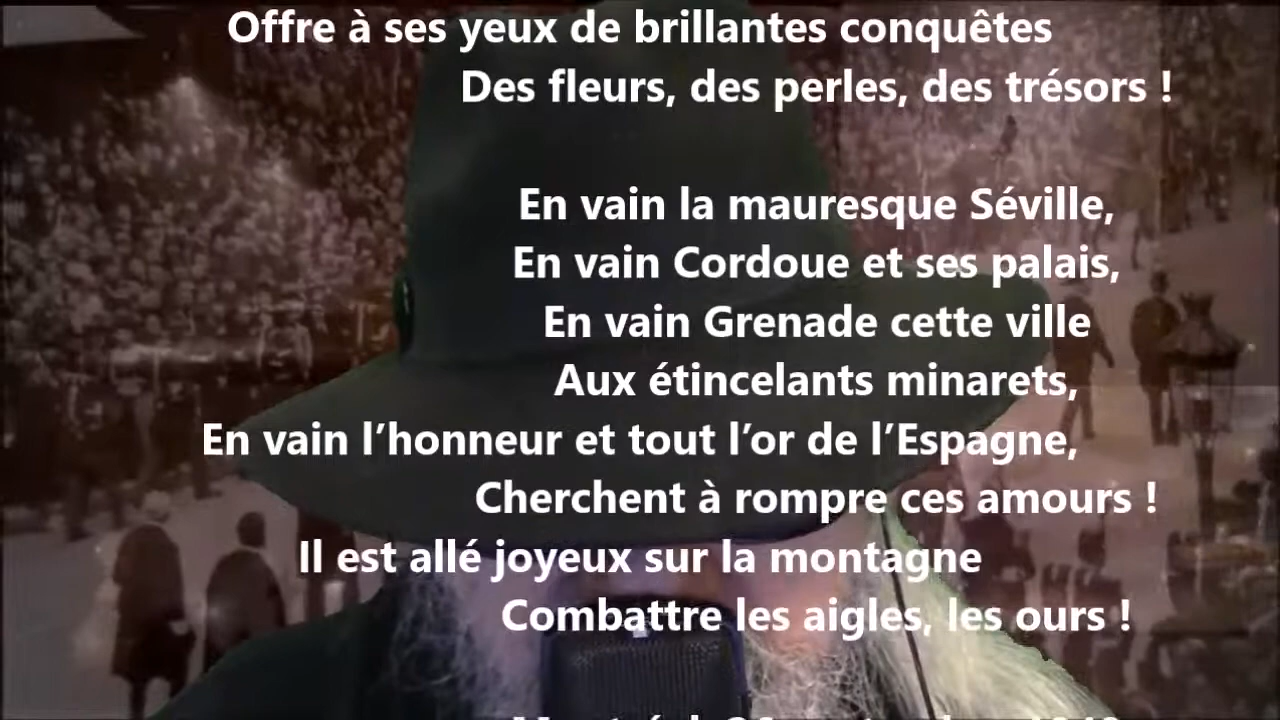 Offre à ses yeux de brillantes conquêtes
Des fleurs, des perles, des trésors !
En vain la mauresque Séville,
En vain Cordoue et ses palais,
En vain Grenade cette ville
Aux étincelants minarets,
En vain l’honneur et tout l’or de l’Espagne,
Cherchent à rompre ces amours !
Il est allé joyeux sur la montagne
Combattre les aigles, les ours !